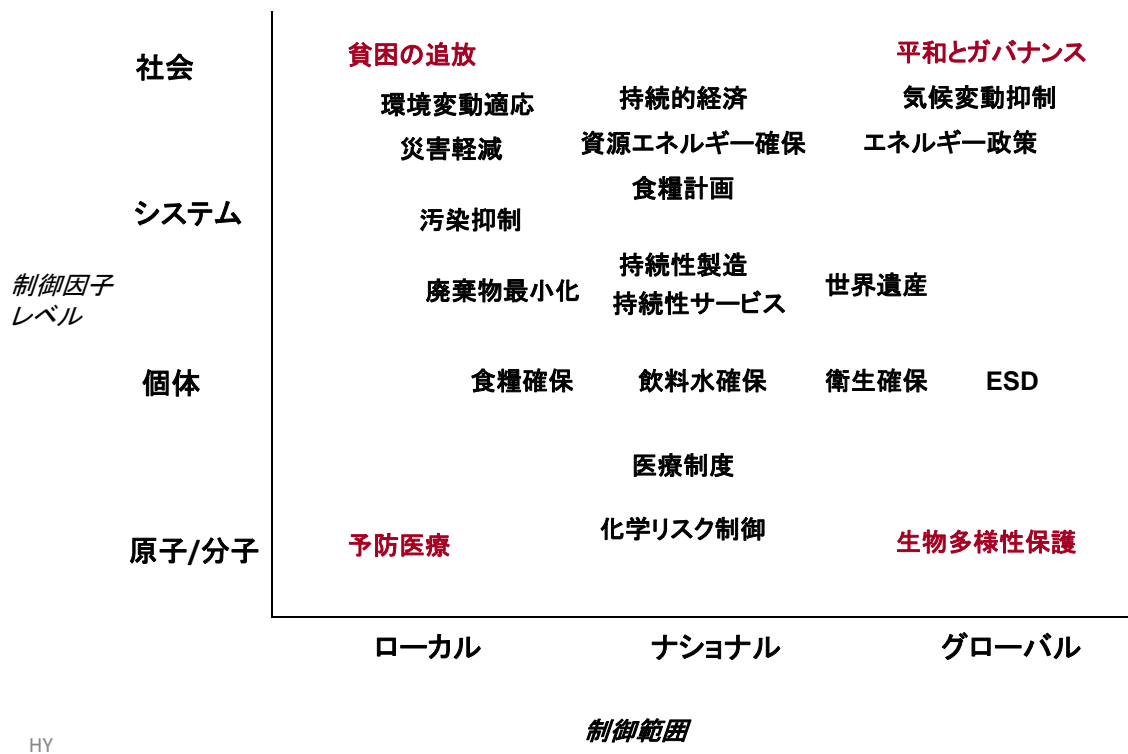 社会
貧困の追放
平和とガバナンス
環境変動適応
持続的経済
気候変動抑制
災害軽減
資源エネルギー確保
エネルギー政策
食糧計画
システム
汚染抑制
制御因子
レベル
廃棄物最小化
持続性製造
持続性サービス
世界遺産
個体
食糧確保
飲料水確保
衛生確保
ESD
医療制度
原子/分子
予防医療
化学リスク制御
生物多様性保護
ローカル
ナショナル
グローバル
制御範囲
HY